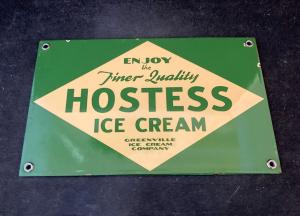 ENJOY
the
Finer Quality
HOSTESS
ICE CREAM
GREENVILLE
ICE CREAM
COMPANY